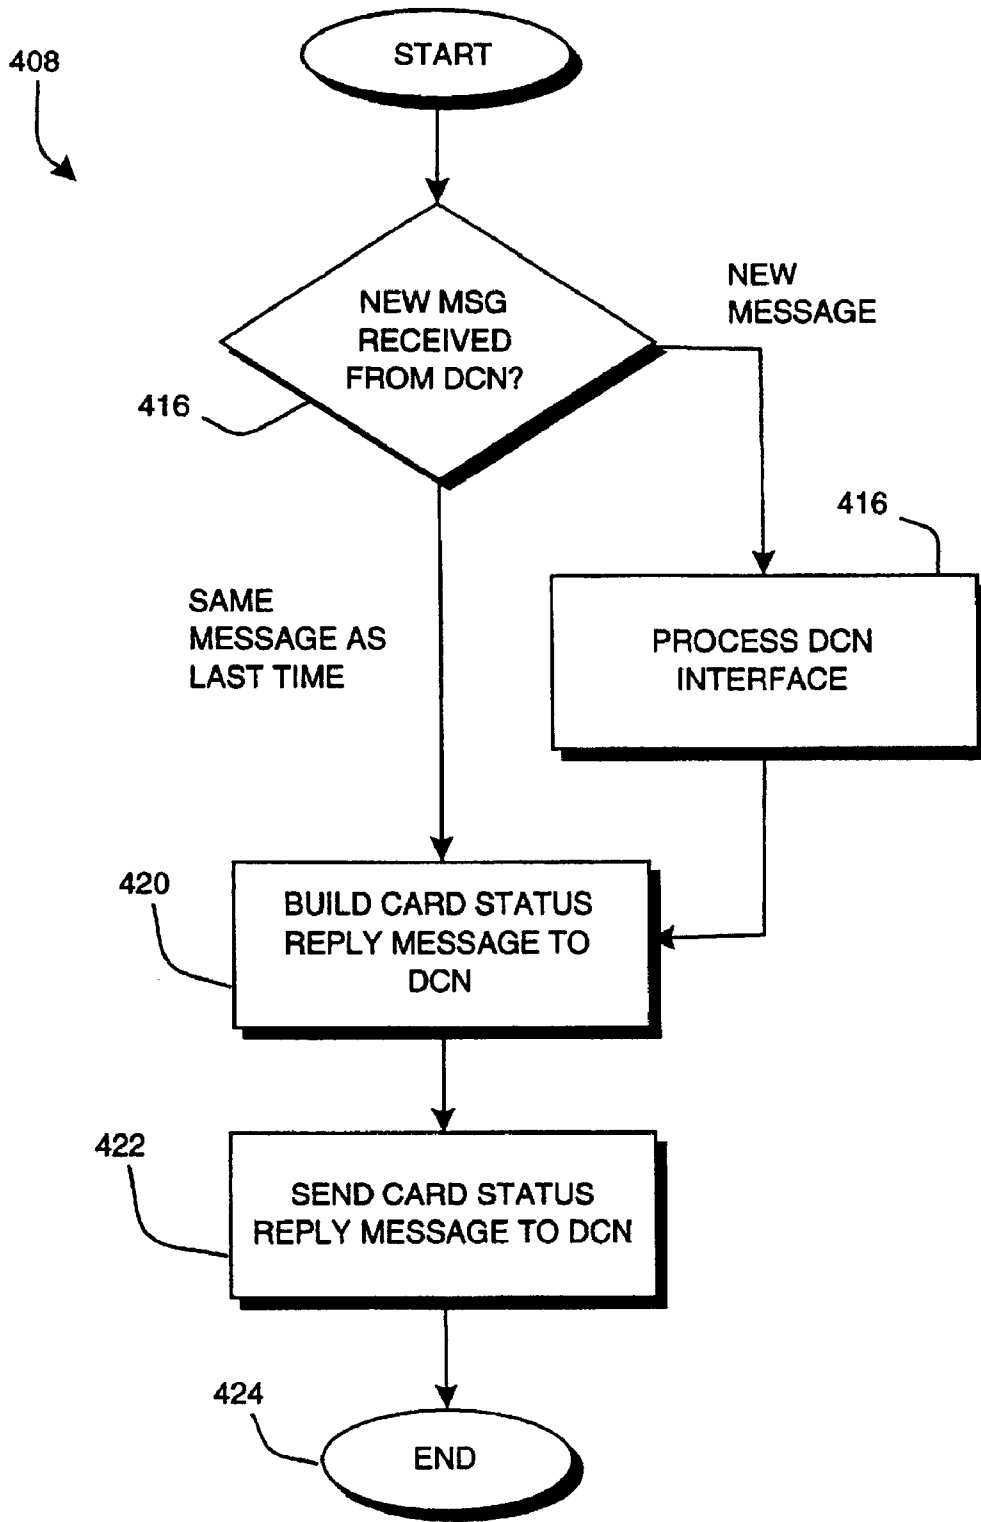 START
408
NEW MSG
RECEIVED
FROM DCN?
NEW
MESSAGE
416
416
SAME
MESSAGE AS
LAST TIME
PROCESS DCN
INTERFACE
420
BUILD CARD STATUS
REPLY MESSAGE TO
DCN
422
SEND CARD STATUS
REPLY MESSAGE TO DCN
424
END